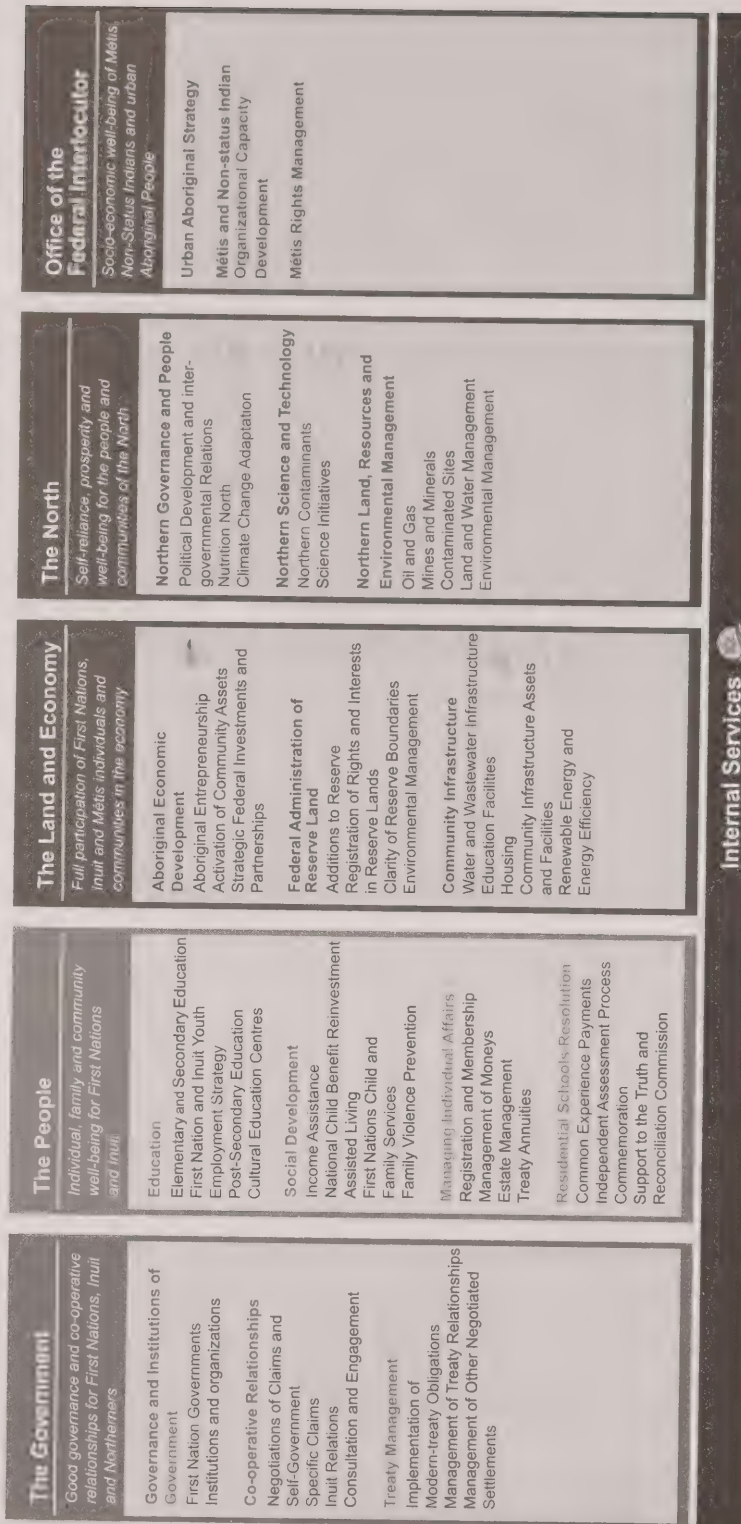 The Government
Good governance and co-operative
relationships for First Nations, Inuit
and Northerners
Governance and Institutions of
Government
First Nation Governments
Institutions and organizations
Co-operative Relationships
Negotiations of Claims and
Self-Government
Specific Claims
Inuit Relations
Consultation and Engagement
Treaty Management
Implementation of
Modern-treaty Obligations
Management of Treaty Relationships
Management of Other Negotiated
Settlements
The People
Individual, family and community
well-being for First Nations
and Inuit
Education
Elementary and Secondary Education
First Nation and Inuit Youth
Employment Strategy
Post-Secondary Education
Cultural Education Centres
Social Development
Income Assistance
National Child Benefit Reinvestment
Assisted Living
First Nations Child and
Family Services
Family Violence Prevention
Managing Individual Affairs
Registration and Membership
Management of Moneys
Estate Management
Treaty Annuities
Residential Schools Resolution
Common Experience Payments
Independent Assessment Process
Commemoration
Support to the Truth and
Reconciliation Commission
The Land and Economy
Full participation of First Nations,
Inuit and Métis individuals and
communities in the economy
Aboriginal Economic
Development
Aboriginal Entrepreneurship
Activation of Community Assets
Strategic Federal Investments and
Partnerships
Federal Administration of
Reserve Land
Additions to Reserve
Registration of Rights and Interests
in Reserve Lands
Clarity of Reserve Boundaries
Environmental Management
Community Infrastructure
Water and Wastewater Infrastructure
Education Facilities
Housing
Community Infrastructure Assets
and Facilities
Renewable Energy and
Energy Efficiency
The North
Self-reliance, prosperity and
well-being for the people and
communities of the North
Northern Governance and People
Political Development and inter-
governmental Relations
Nutrition North
Climate Change Adaptation
Northern Science and Technology
Northern Contaminants
Science Initiatives
Northern Land, Resources and
Environmental Management
Oil and Gas
Mines and Minerals
Contaminated Sites
Land and Water Management
Environmental Management
Office of the
Federal Interlocutor
Socio-economic well-being of Métis,
Non-Status Indians and urban
Aboriginal People
Urban Aboriginal Strategy
Métis and Non-status Indian
Organizational Capacity
Development
Métis Rights Management
Internal Services